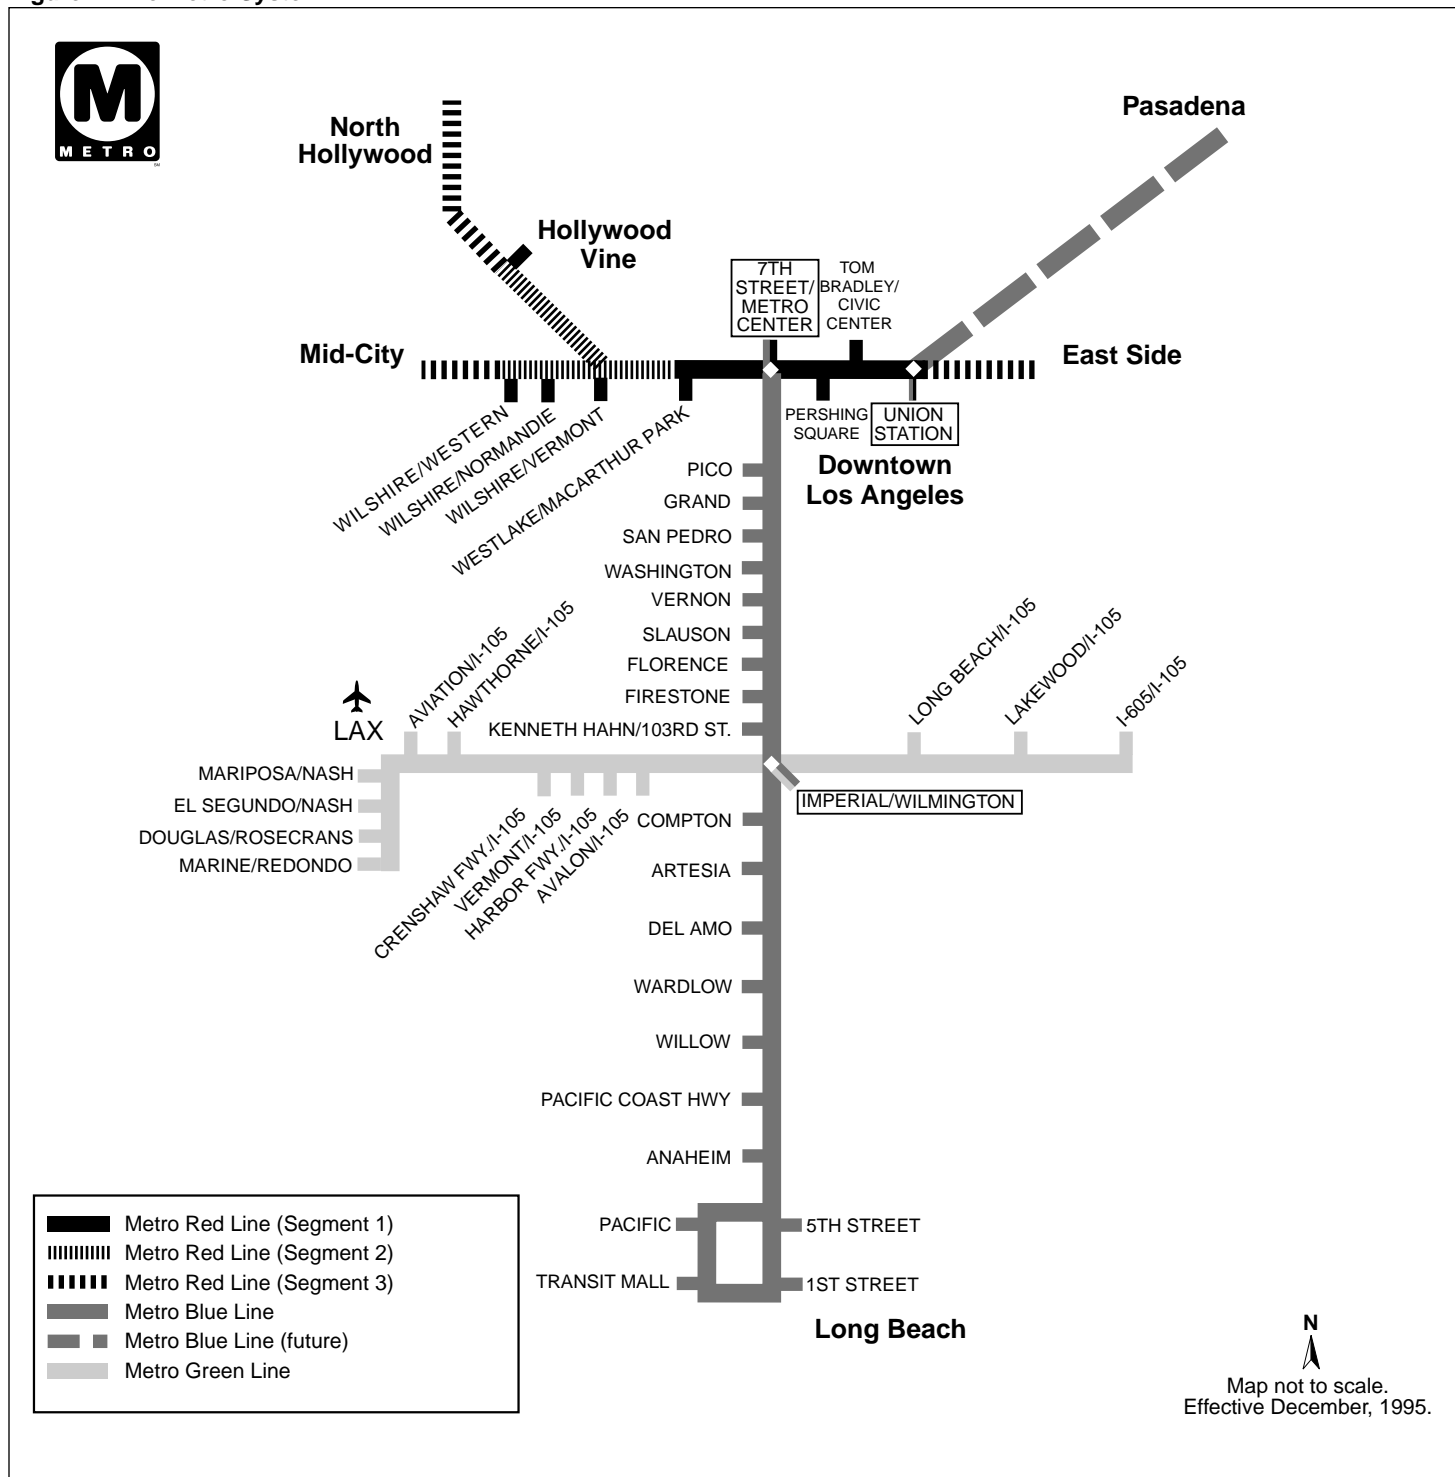 M
METRO
SM
North
Hollywood
Pasadena
Hollywood
Vine
7TH
STREET/
METRO
CENTER
TOM
BRADLEY/
CIVIC
CENTER
Mid-City
East Side
WILSHIRE/WESTERN
WILSHIRE/NORMANDIE
WILSHIRE/VERMONT
WESTLAKE/MACARTHUR PARK
PERSHING
SQUARE
UNION
STATION
Downtown
Los Angeles
PICO
GRAND
SAN PEDRO
WASHINGTON
VERNON
SLAUSON
FLORENCE
FIRESTONE
KENNETH HAHN/103RD ST.
LAX
AVIATION/I-105
HAWTHORNE/I-105
LONG BEACH/I-105
LAKEWOOD/I-105
I-605/I-105
MARIPOSA/NASH
EL SEGUNDO/NASH
DOUGLAS/ROSECRANS
MARINE/REDONDO
CRENSHAW FWY./I-105
VERMONT/I-105
HARBOR FWY./I-105
AVALON/I-105
IMPERIAL/WILMINGTON
COMPTON
ARTESIA
DEL AMO
WARDLOW
WILLOW
PACIFIC COAST HWY
ANAHEIM
PACIFIC
5TH STREET
TRANSIT MALL
1ST STREET
Long Beach
Metro Red Line (Segment 1)
Metro Red Line (Segment 2)
Metro Red Line (Segment 3)
Metro Blue Line
Metro Blue Line (future)
Metro Green Line
N
Map not to scale.
Effective December, 1995.